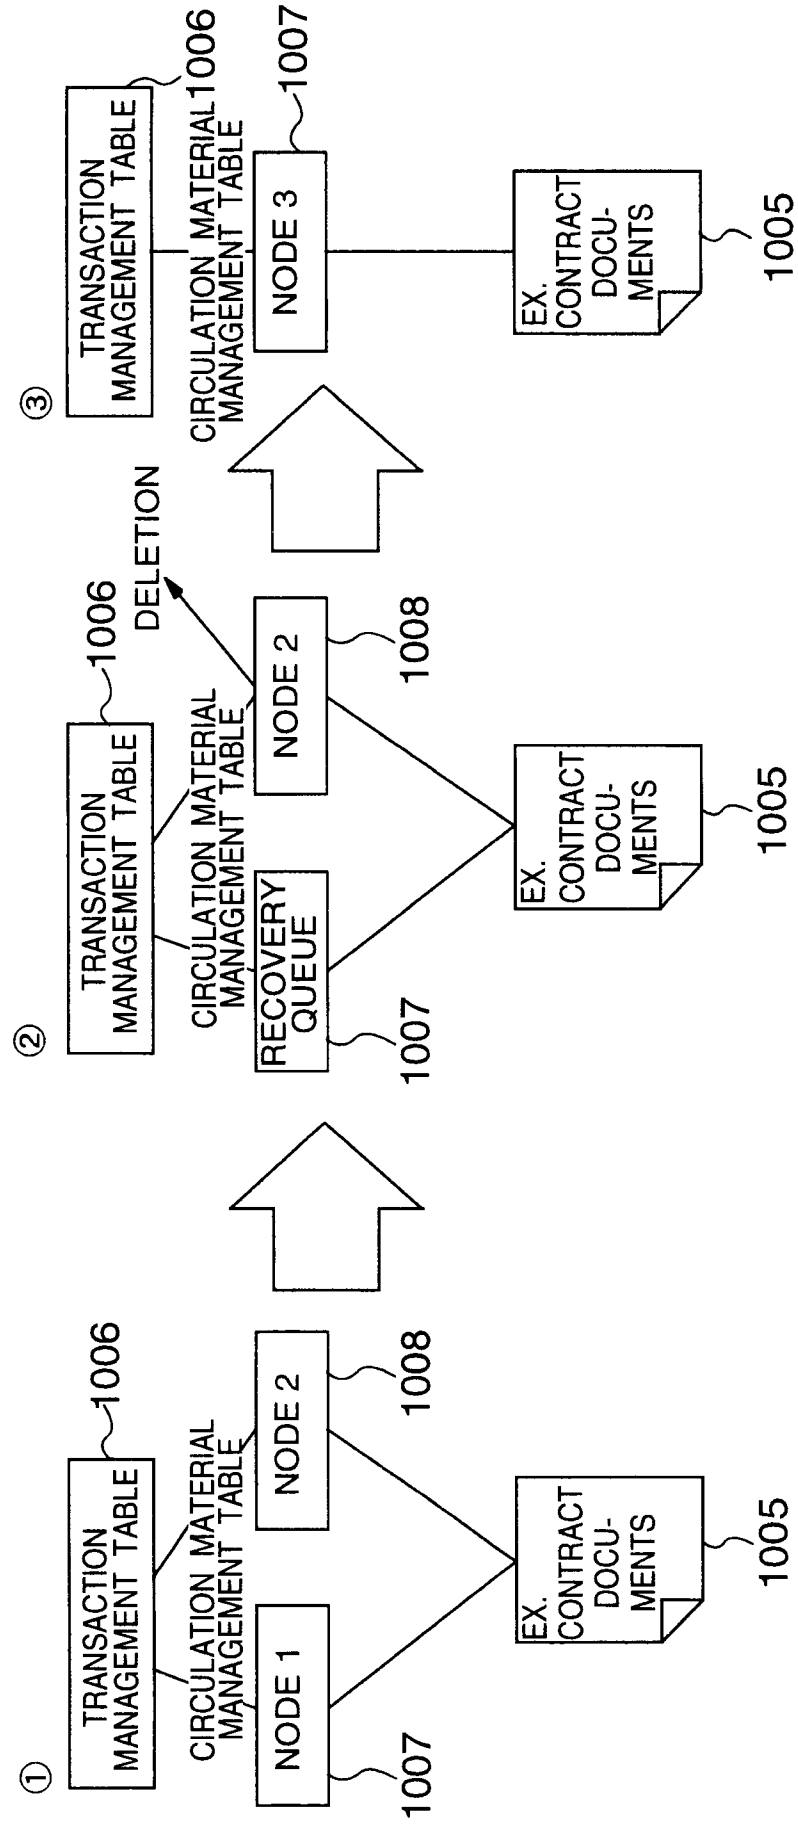 ①
TRANSACTION
MANAGEMENT TABLE
1006
CIRCULATION MATERIAL
MANAGEMENT TABLE
NODE 1
1007
NODE 2
1008
EX.
CONTRACT
DOCU-
MENTS
1005
②
TRANSACTION
MANAGEMENT TABLE
1006
DELETION
CIRCULATION MATERIAL
MANAGEMENT TABLE
RECOVERY
QUEUE
1007
NODE 2
1008
EX.
CONTRACT
DOCU-
MENTS
1005
③
TRANSACTION
MANAGEMENT TABLE
1006
CIRCULATION MATERIAL
MANAGEMENT TABLE
NODE 3
1007
EX.
CONTRACT
DOCU-
MENTS
1005